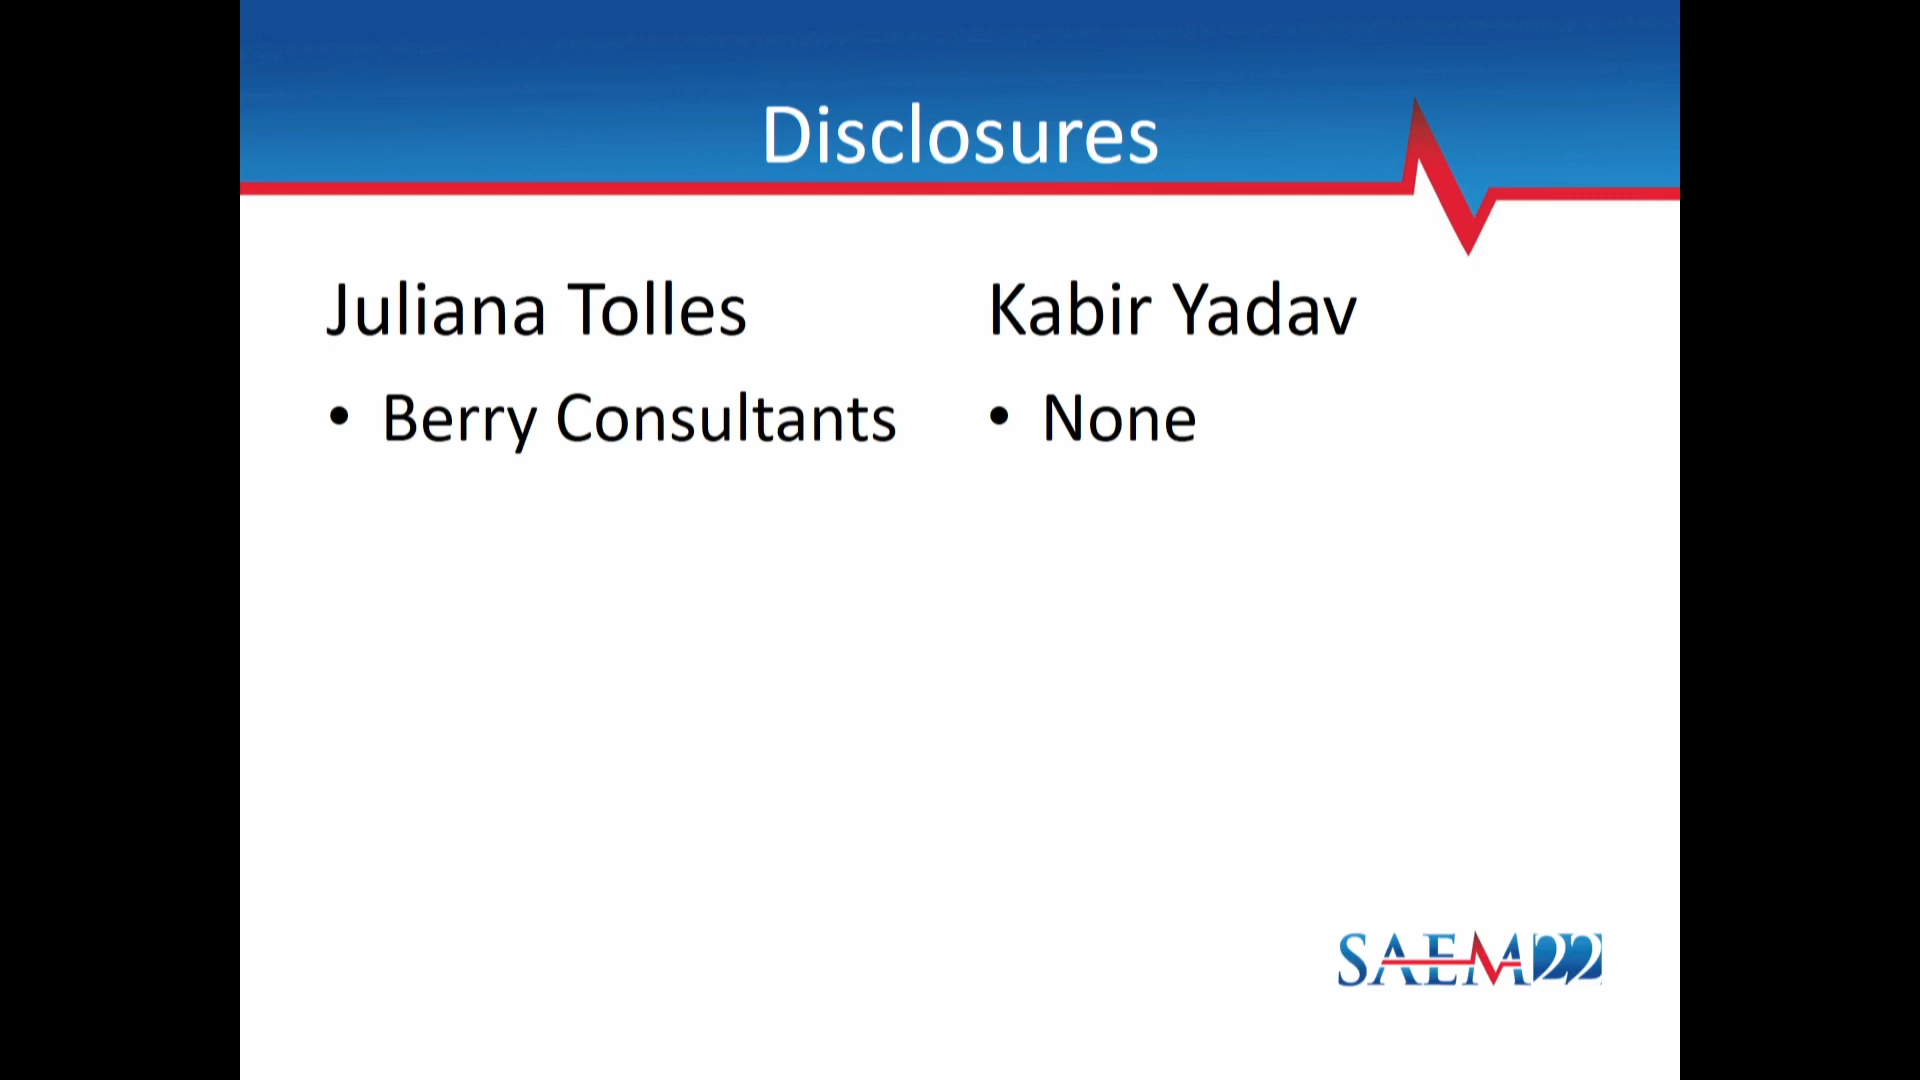 Disclosures
Juliana Tolles
• Berry Consultants
Kabir Yadav
• None
SAEM22